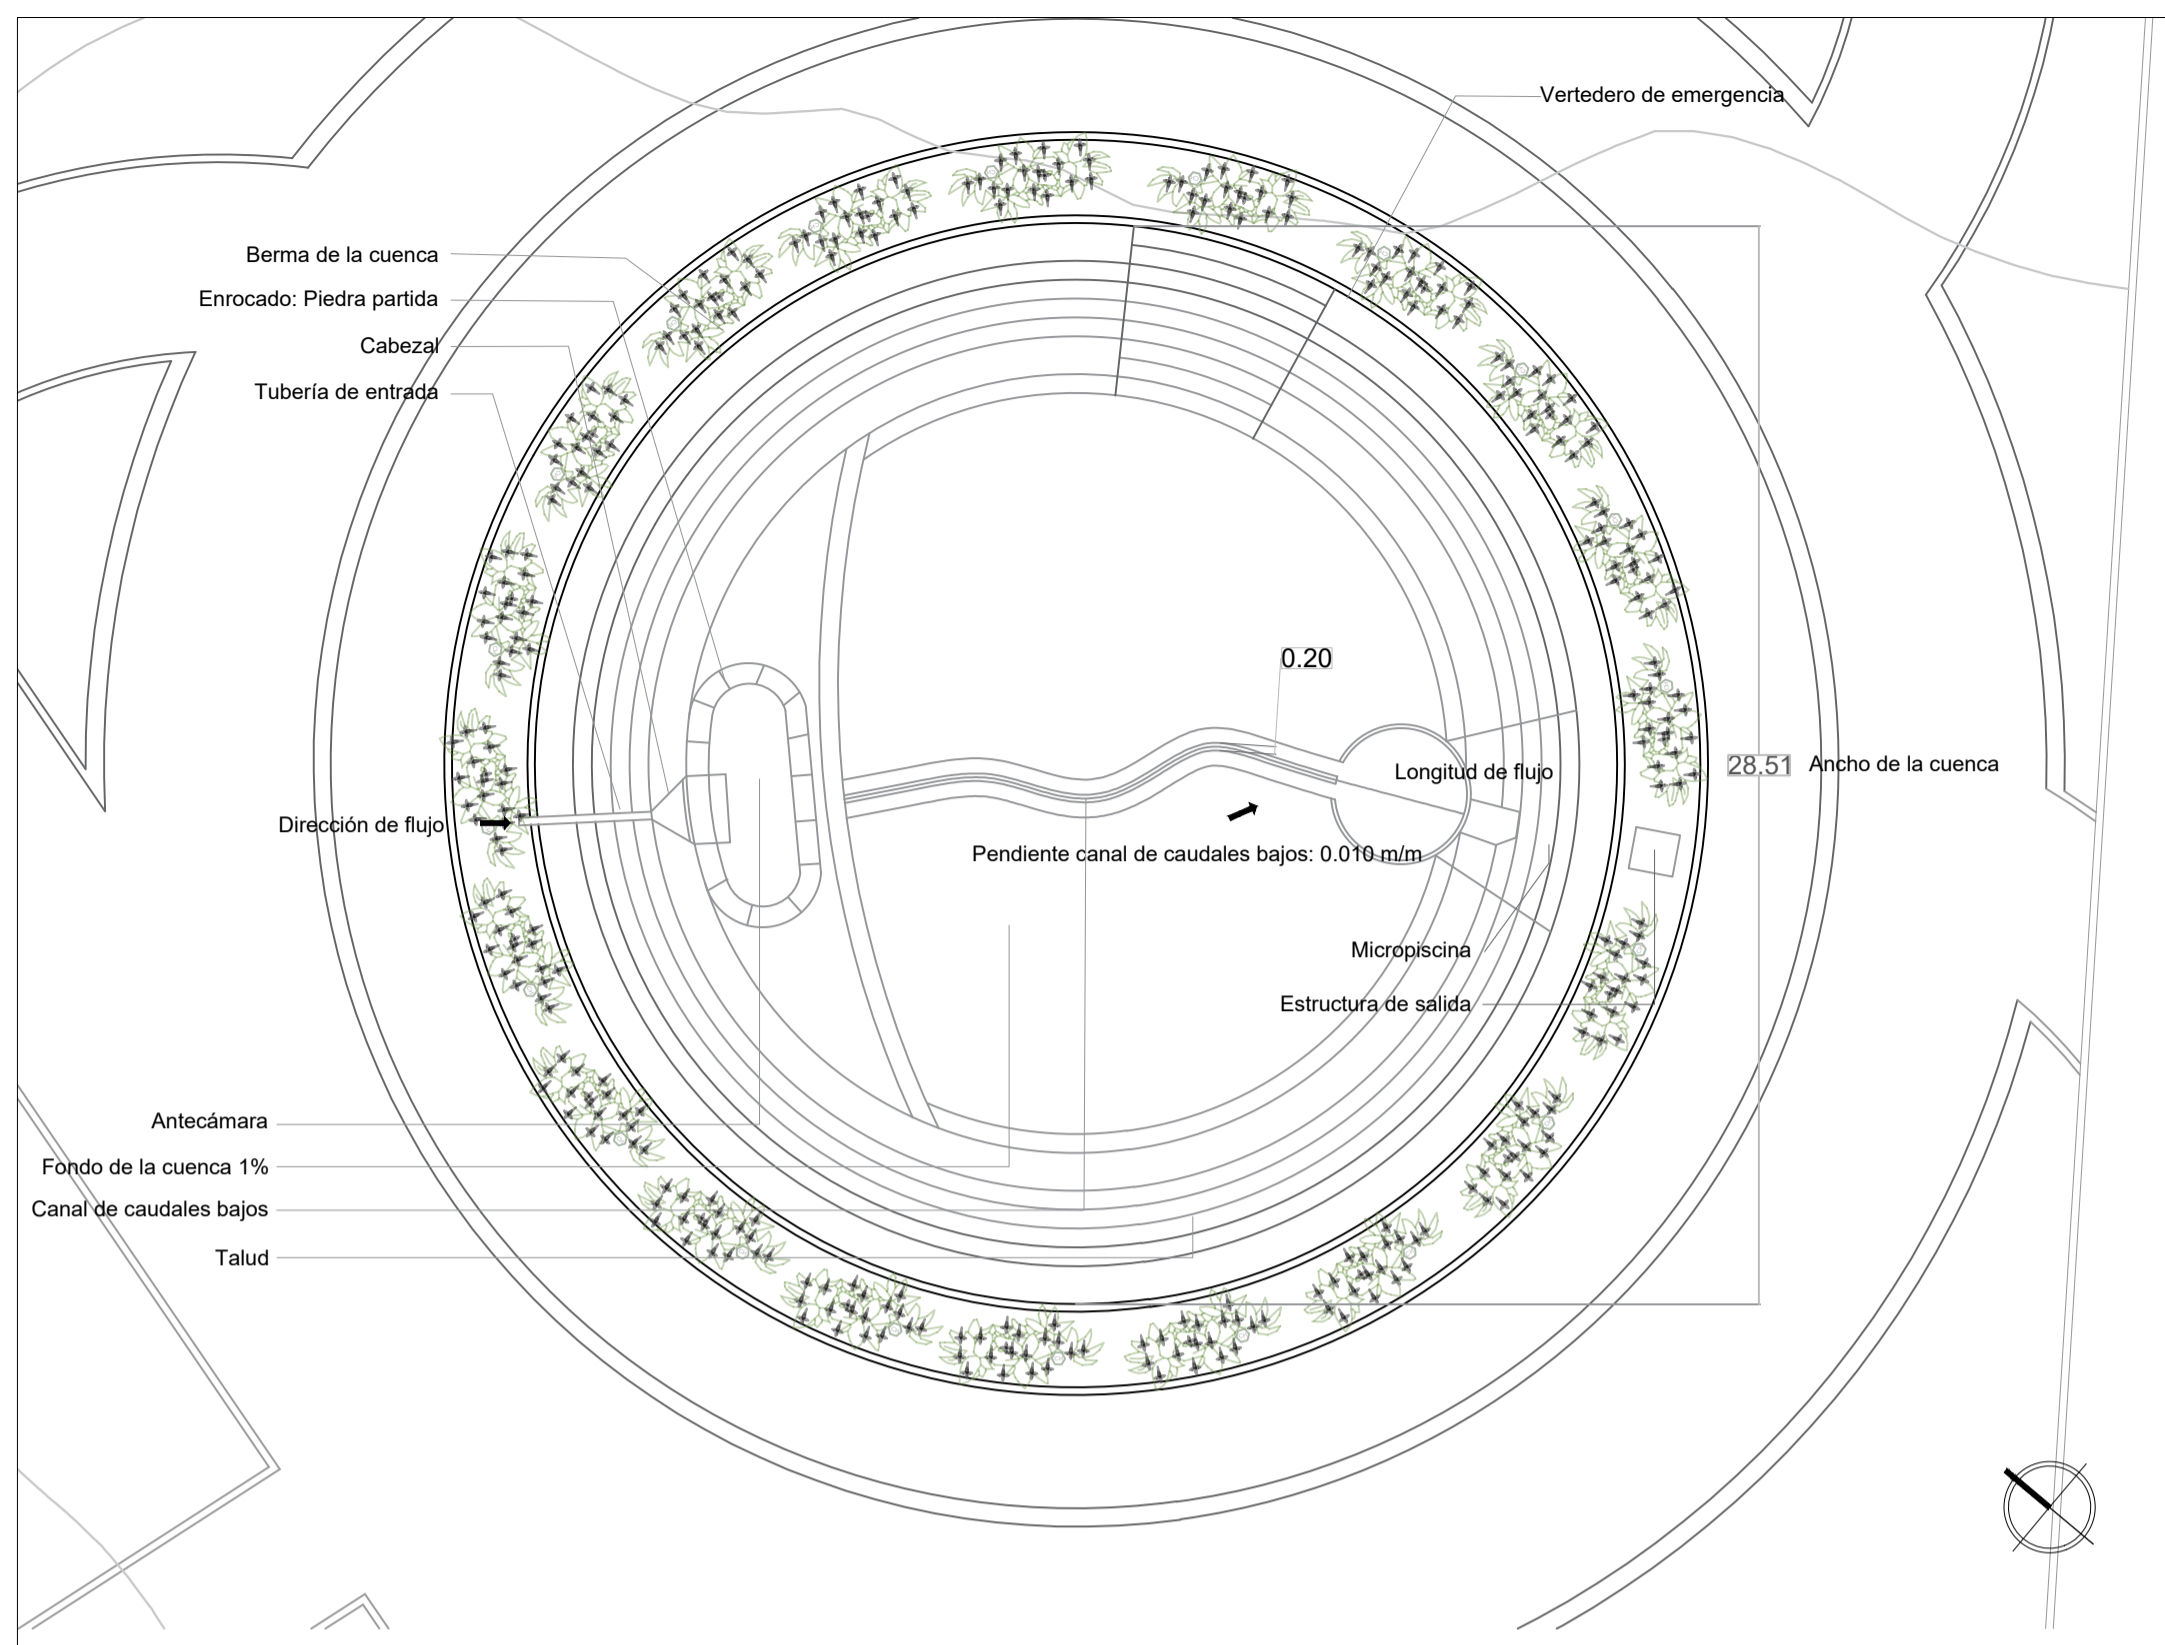 Vertedero de emergencia
Berma de la cuenca
Enrocado: Piedra partida
Cabezal
Tubería de entrada
0.20
Longitud de flujo
28.51
Ancho de la cuenca
Dirección de flujo
Pendiente canal de caudales bajos: 0.010 m/m
Micropiscina
Estructura de salida
Antecámara
Fondo de la cuenca 1%
Canal de caudales bajos
Talud